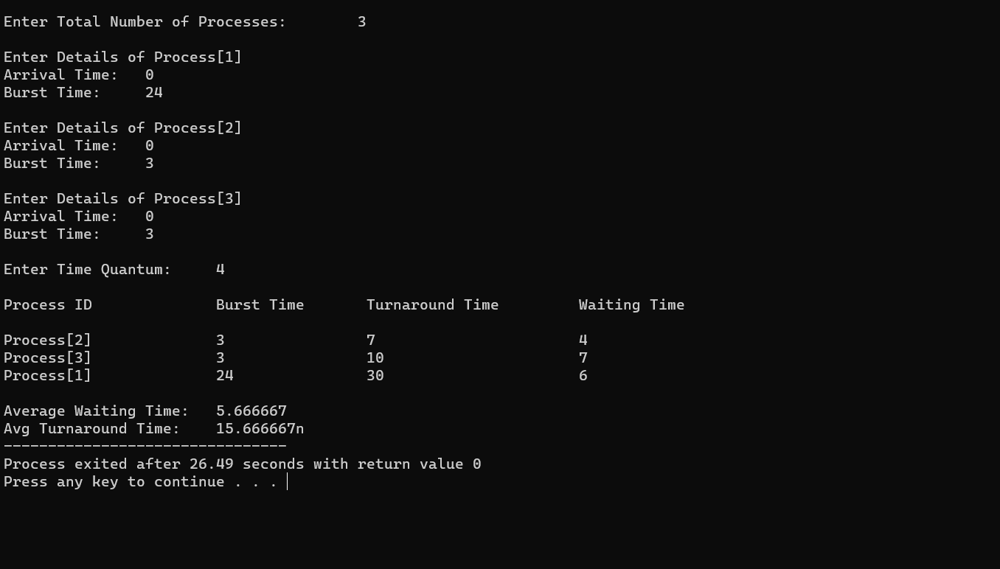 Enter Total Number of Processes:        3
Enter Details of Process[1]
Arrival Time:   0
Burst Time:     24
Enter Details of Process[2]
Arrival Time:   0
Burst Time:     3
Enter Details of Process[3]
Arrival Time:   0
Burst Time:     3
Enter Time Quantum:     4
Process ID              Burst Time       Turnaround Time         Waiting Time
Process[2]              3                7                       4
Process[3]              3                10                      7
Process[1]              24               30                      6
Average Waiting Time:   5.666667
Avg Turnaround Time:    15.666667n
--------------------------------
Process exited after 26.49 seconds with return value 0
Press any key to continue . . .